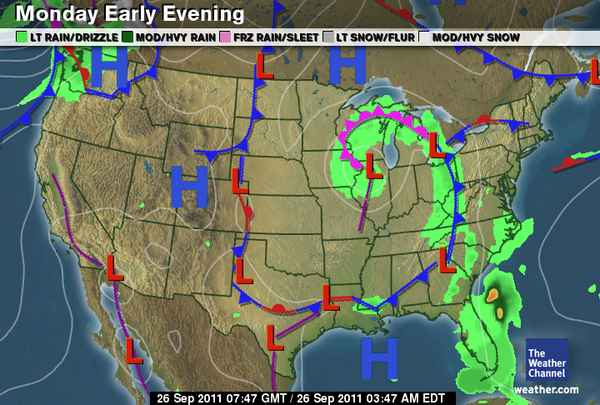 Monday Early Evening
LT RAIN/DRIZZLE MOD/HVY RAIN FRZ RAIN/SLEET LT SNOW/FLUR MOD/HVY SNOW
L
H
H
L
L
L
H
L
L
L
L
L
L
L
L
H
L
The
Weather
Channel
weather.com
26 Sep 2011 07:47 GMT / 26 Sep 2011 03:47 AM EDT